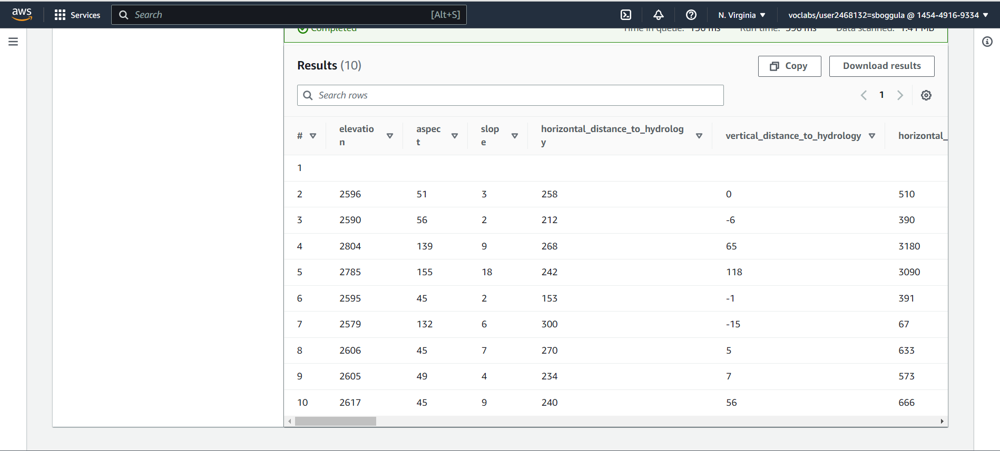 aws Services Search [Alt+S] N. Virginia voclabs/user2468132=sboggula @ 1454-4916-9334
Completed Time in queue: 156 ms Run time: 596 ms Data scanned: 1.41 MB
Results (10) Copy Download results
Search rows 1
# elevation aspect slope horizontal_distance_to_hydrology vertical_distance_to_hydrology horizontal_
1
2 2596 51 3 258 0 510
3 2590 56 2 212 -6 390
4 2804 139 9 268 65 3180
5 2785 155 18 242 118 3090
6 2595 45 2 153 -1 391
7 2579 132 6 300 -15 67
8 2606 45 7 270 5 633
9 2605 49 4 234 7 573
10 2617 45 9 240 56 666